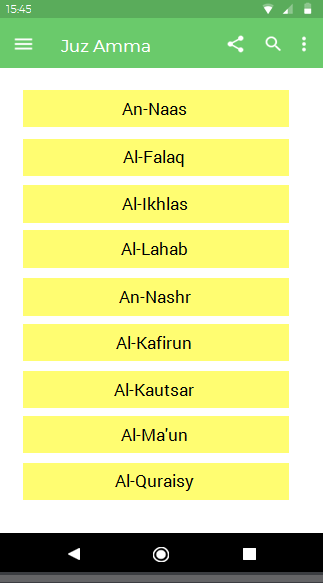 15:45
Juz Amma
An-Naas
Al-Falaq
Al-Ikhlas
Al-Lahab
An-Nashr
Al-Kafirun
Al-Kautsar
Al-Ma'un
Al-Quraisy